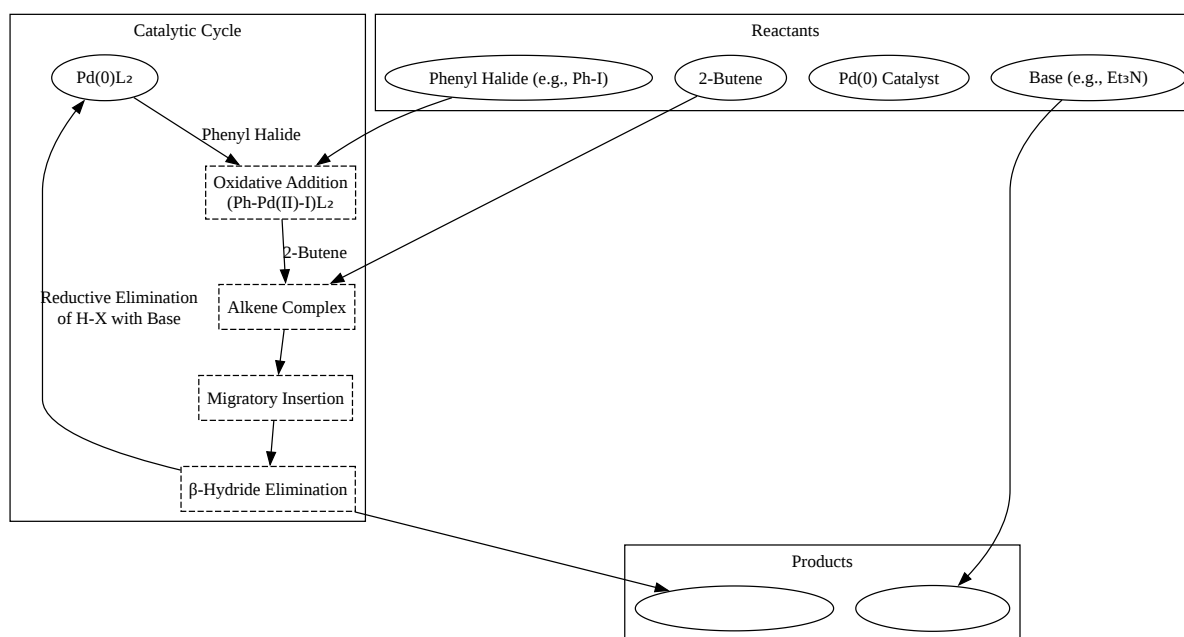 Catalytic Cycle
Reactants
Pd(0)L₂
Phenyl Halide (e.g., Ph-I)
2-Butene
Pd(0) Catalyst
Base (e.g., Et₃N)
Phenyl Halide
Oxidative Addition
(Ph-Pd(II)-I)L₂
2-Butene
Reductive Elimination
of H-X with Base
Alkene Complex
Migratory Insertion
β-Hydride Elimination
Products